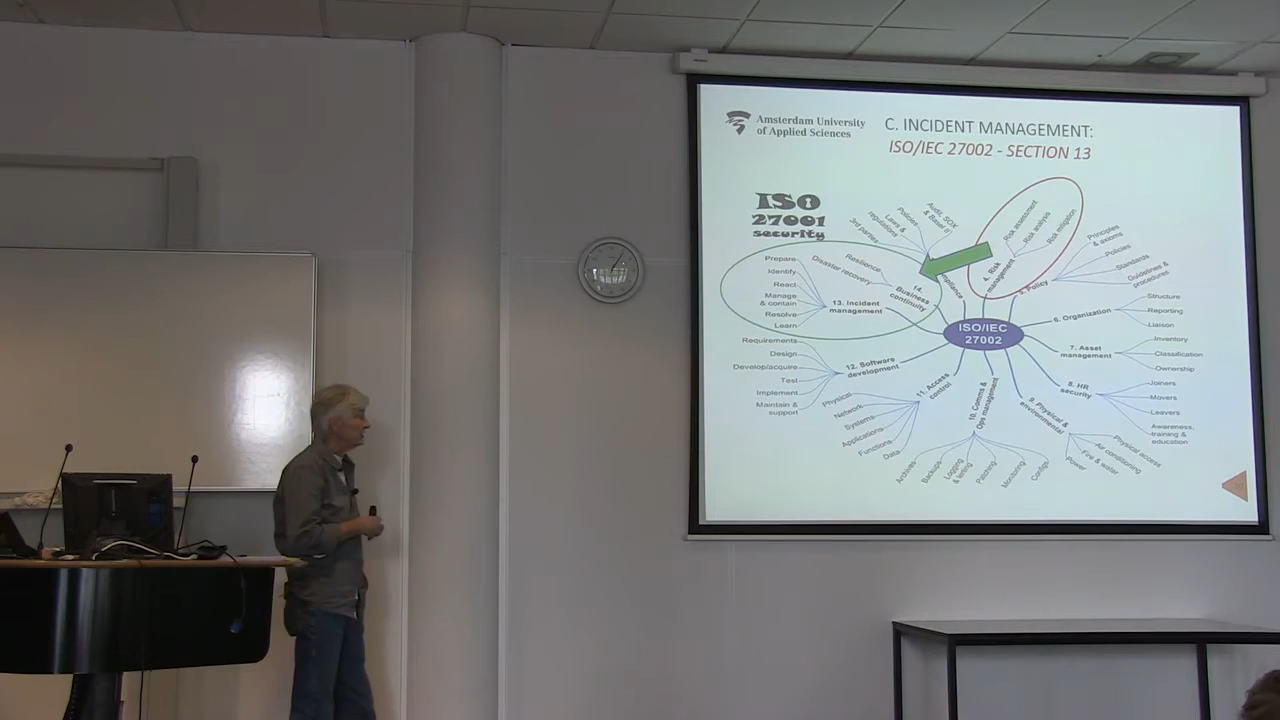 Amsterdam University
of Applied Sciences
C. INCIDENT MANAGEMENT:
ISO/IEC 27002 - SECTION 13
ISO
27001
security
3rd parties
Laws &
regulations
Policies
Audit, SOX
& Basel II
Risk assessment
Risk analysis
Risk mitigation
4. Risk
management
Principles
& axioms
Policies
Standards
Guidelines &
procedures
Policy
Structure
Reporting
Liaison
6. Organization
Inventory
Classification
Ownership
7. Asset
management
Joiners
Movers
Leavers
Awareness,
training &
education
8. HR
security
Physical access
Air conditioning
Fire & water
Power
9. Physical &
environmental
Configs
Monitoring
Patching
Logging
Backups
Archives
10. Comms &
Ops management
Data
Functions
Applications
Systems
Network
Physical
11. Access
control
Requirements
Design
Develop/acquire
Test
Implement
Maintain &
support
12. Software
development
Prepare
Identify
React
Manage
& contain
Resolve
Learn
13. Incident
management
Resilience
Disaster recovery
14.
Business
continuity
ISO/IEC
27002